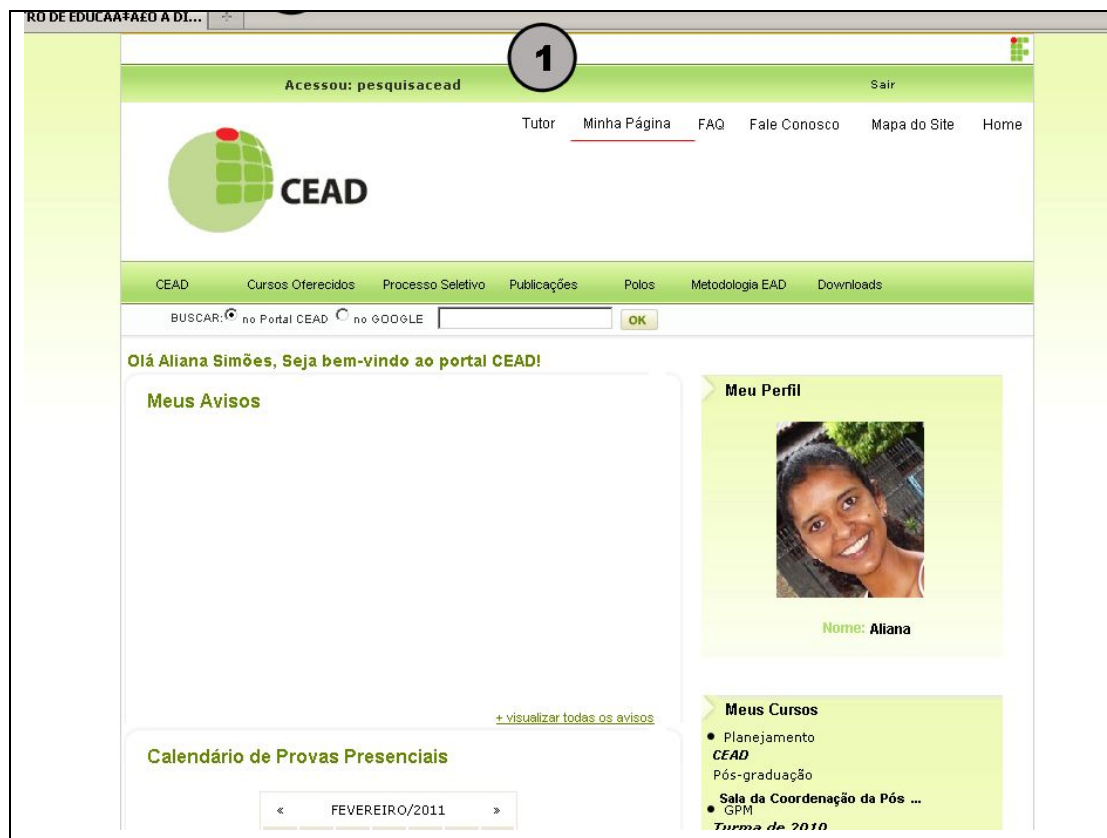 RO DE EDUCAÃ‡ÃO A DI...
1
Acessou: pesquisacead
Sair
Tutor Minha Página FAQ Fale Conosco Mapa do Site Home
CEAD
CEAD Cursos Oferecidos Processo Seletivo Publicações Polos Metodologia EAD Downloads
BUSCAR: no Portal CEAD no GOOGLE OK
Olá Aliana Simões, Seja bem-vindo ao portal CEAD!
Meus Avisos
+ visualizar todas os avisos
Calendário de Provas Presenciais
« FEVEREIRO/2011 »
Meu Perfil
Nome: Aliana
Meus Cursos
Planejamento
CEAD
Pós-graduação
Sala da Coordenação da Pós ...
GPM
Turma de 2010